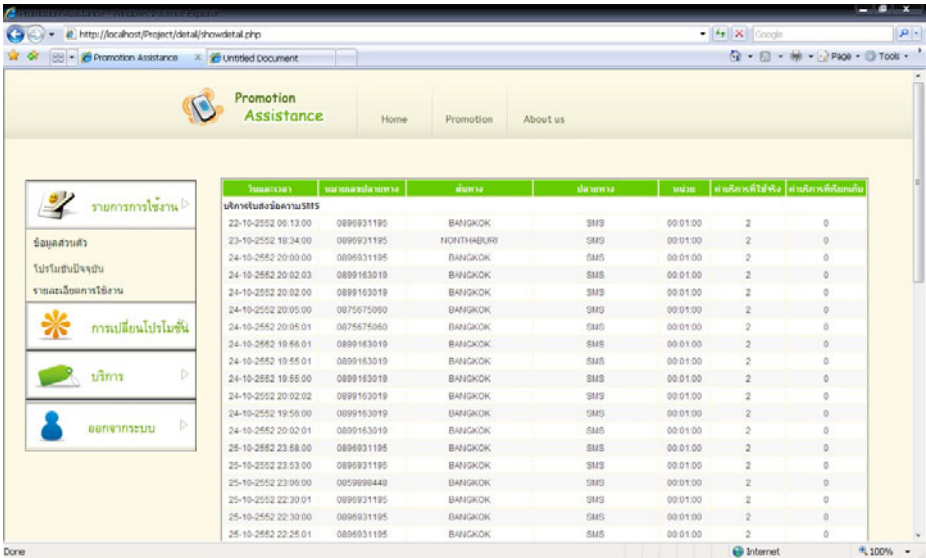 Promotion Assistance - Windows Internet Explorer
http://localhost/Project/detal/showdetal.php
Google
Promotion Assistance
Untitled Document
Page
Tools
Promotion
Assistance
Home
Promotion
About us
รายการการใช้งาน
ข้อมูลส่วนตัว
โปรโมชันปัจจุบัน
รายละเอียดการใช้งาน
การเปลี่ยนโปรโมชั่น
บริการ
ออกจากระบบ
วันและเวลา หมายเลขปลายทาง ต้นทาง ปลายทาง หน่วย ค่าบริการที่ใช้จริง ค่าบริการที่เรียกเก็บ
บริการรับส่งข้อความSMS
22-10-2552 06:13:00 0896931195 BANGKOK SMS 00:01:00 2 0
23-10-2552 18:34:00 0896931195 NONTHABURI SMS 00:01:00 2 0
24-10-2552 20:00:00 0896931195 BANGKOK SMS 00:01:00 2 0
24-10-2552 20:02:03 0899163019 BANGKOK SMS 00:01:00 2 0
24-10-2552 20:02:00 0899163019 BANGKOK SMS 00:01:00 2 0
24-10-2552 20:05:00 0875675060 BANGKOK SMS 00:01:00 2 0
24-10-2552 20:05:01 0875675060 BANGKOK SMS 00:01:00 2 0
24-10-2552 19:56:01 0899163019 BANGKOK SMS 00:01:00 2 0
24-10-2552 19:55:01 0899163019 BANGKOK SMS 00:01:00 2 0
24-10-2552 19:55:00 0899163019 BANGKOK SMS 00:01:00 2 0
24-10-2552 20:02:02 0899163019 BANGKOK SMS 00:01:00 2 0
24-10-2552 19:56:00 0899163019 BANGKOK SMS 00:01:00 2 0
24-10-2552 20:02:01 0899163019 BANGKOK SMS 00:01:00 2 0
25-10-2552 23:58:00 0896931195 BANGKOK SMS 00:01:00 2 0
25-10-2552 23:53:00 0896931195 BANGKOK SMS 00:01:00 2 0
25-10-2552 23:06:00 0859898448 BANGKOK SMS 00:01:00 2 0
25-10-2552 22:30:01 0896931195 BANGKOK SMS 00:01:00 2 0
25-10-2552 22:30:00 0896931195 BANGKOK SMS 00:01:00 2 0
25-10-2552 22:25:01 0896931195 BANGKOK SMS 00:01:00 2 0
Done
Internet
100%